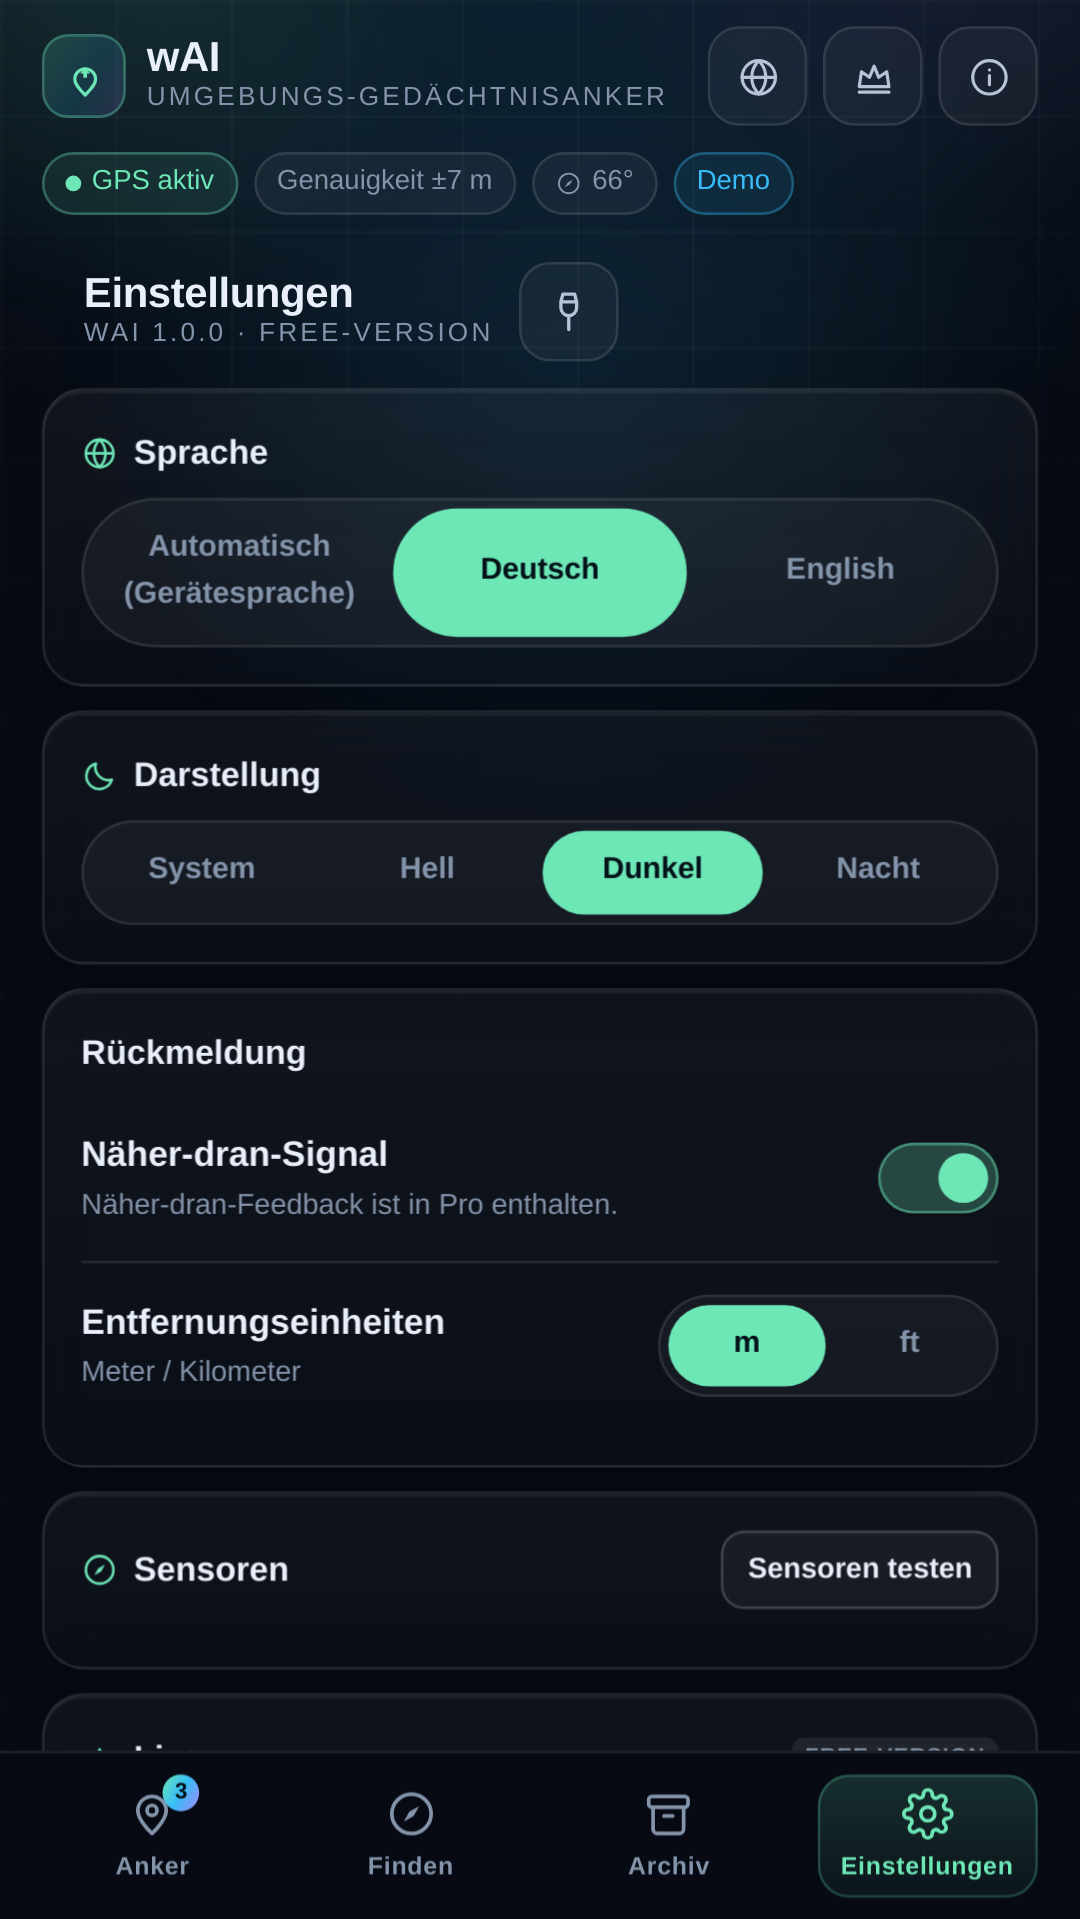 wAI
UMGEBUNGS-GEDÄCHTNISANKER
GPS aktiv
Genauigkeit ±7 m
66°
Demo
Einstellungen
WAI 1.0.0 · FREE-VERSION
Sprache
Automatisch
(Gerätesprache)
Deutsch
English
Darstellung
System
Hell
Dunkel
Nacht
Rückmeldung
Näher-dran-Signal
Näher-dran-Feedback ist in Pro enthalten.
Entfernungseinheiten
Meter / Kilometer
m
ft
Sensoren
Sensoren testen
FREE-VERSION
3
Anker
Finden
Archiv
Einstellungen